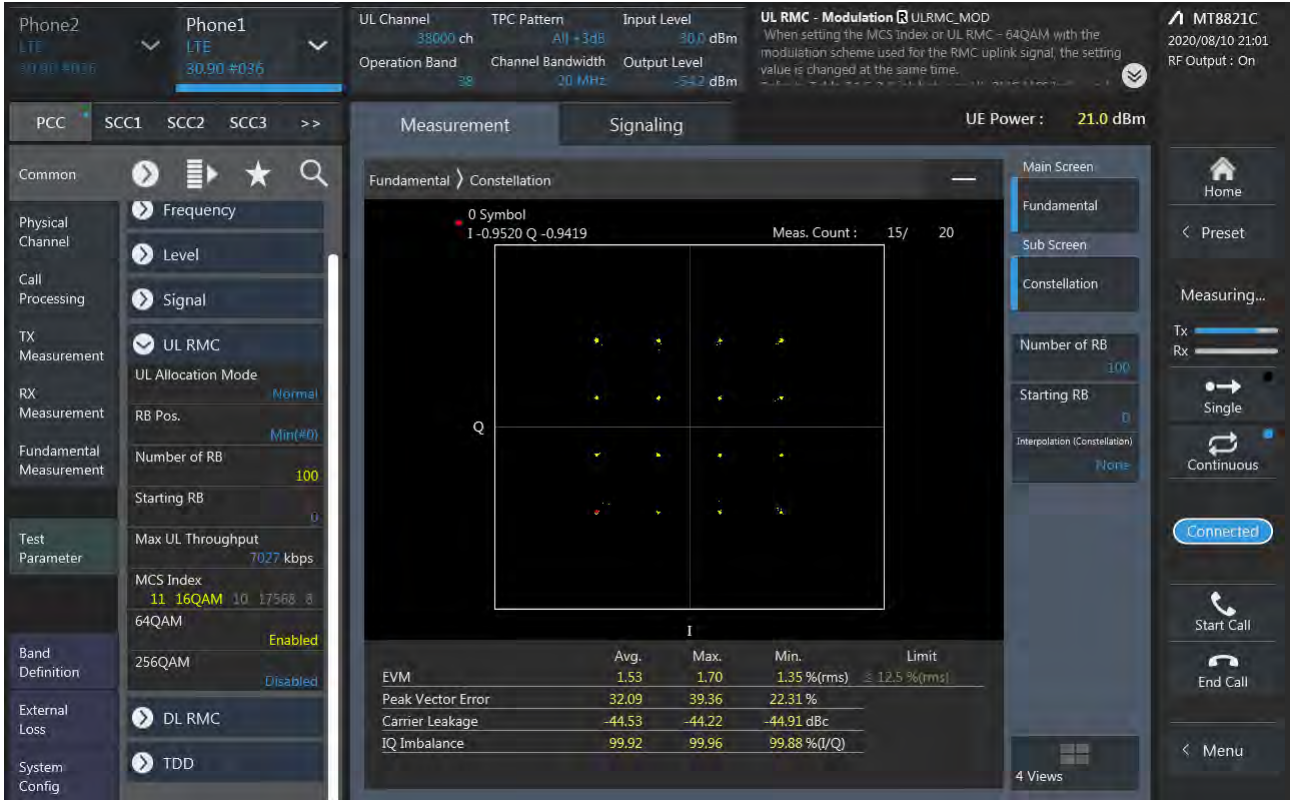 Phone2
LTE
30.90 #036
Phone1
LTE
30.90 #036
UL Channel
38000 ch
TPC Pattern
All +3dB
Input Level
30.0 dBm
Operation Band
38
Channel Bandwidth
20 MHz
Output Level
-54.2 dBm
UL RMC - Modulation R ULRMC_MOD
When setting the MCS Index or UL RMC - 64QAM with the
modulation scheme used for the RMC uplink signal, the setting
value is changed at the same time.
MT8821C
2020/08/10 21:01
RF Output : On
PCC SCC1 SCC2 SCC3 >>
Measurement
Signaling
UE Power : 21.0 dBm
Common
Physical
Channel
Call
Processing
TX
Measurement
RX
Measurement
Fundamental
Measurement
Test
Parameter
Band
Definition
External
Loss
System
Config
Frequency
Level
Signal
UL RMC
UL Allocation Mode
Normal
RB Pos.
Min(#0)
Number of RB
100
Starting RB
0
Max UL Throughput
7027 kbps
MCS Index
11 16QAM 10 17568 8
64QAM
Enabled
256QAM
Disabled
DL RMC
TDD
Fundamental 〉 Constellation
0 Symbol
I -0.9520 Q -0.9419
Meas. Count : 15/ 20
Q
I
Avg. Max. Min. Limit
EVM 1.53 1.70 1.35 %(rms) ≦ 12.5 %(rms)
Peak Vector Error 32.09 39.36 22.31 %
Carrier Leakage -44.53 -44.22 -44.91 dBc
IQ Imbalance 99.92 99.96 99.88 %(I/Q)
Main Screen
Fundamental
Sub Screen
Constellation
Number of RB
100
Starting RB
0
Interpolation (Constellation)
None
4 Views
Home
< Preset
Measuring...
Tx
Rx
Single
Continuous
Connected
Start Call
End Call
< Menu